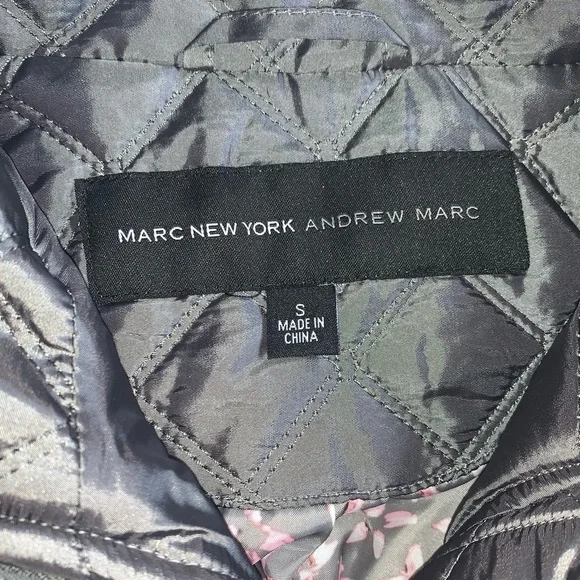 MARC NEW YORK ANDREW MARC
S
MADE IN
CHINA